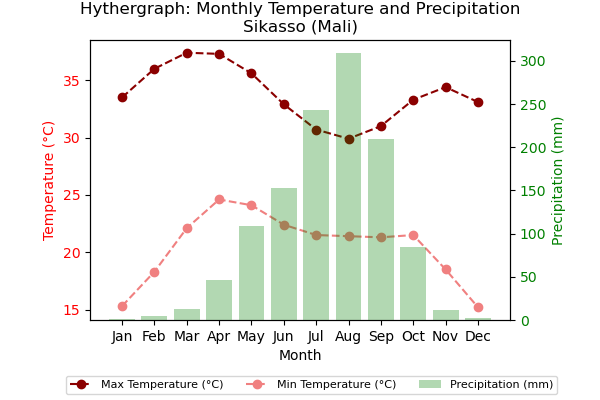 Hythergraph: Monthly Temperature and Precipitation
Sikasso (Mali)
Temperature (°C)
35
30
25
20
15
Precipitation (mm)
300
250
200
150
100
50
0
Jan Feb Mar Apr May Jun Jul Aug Sep Oct Nov Dec
Month
Max Temperature (°C) Min Temperature (°C) Precipitation (mm)